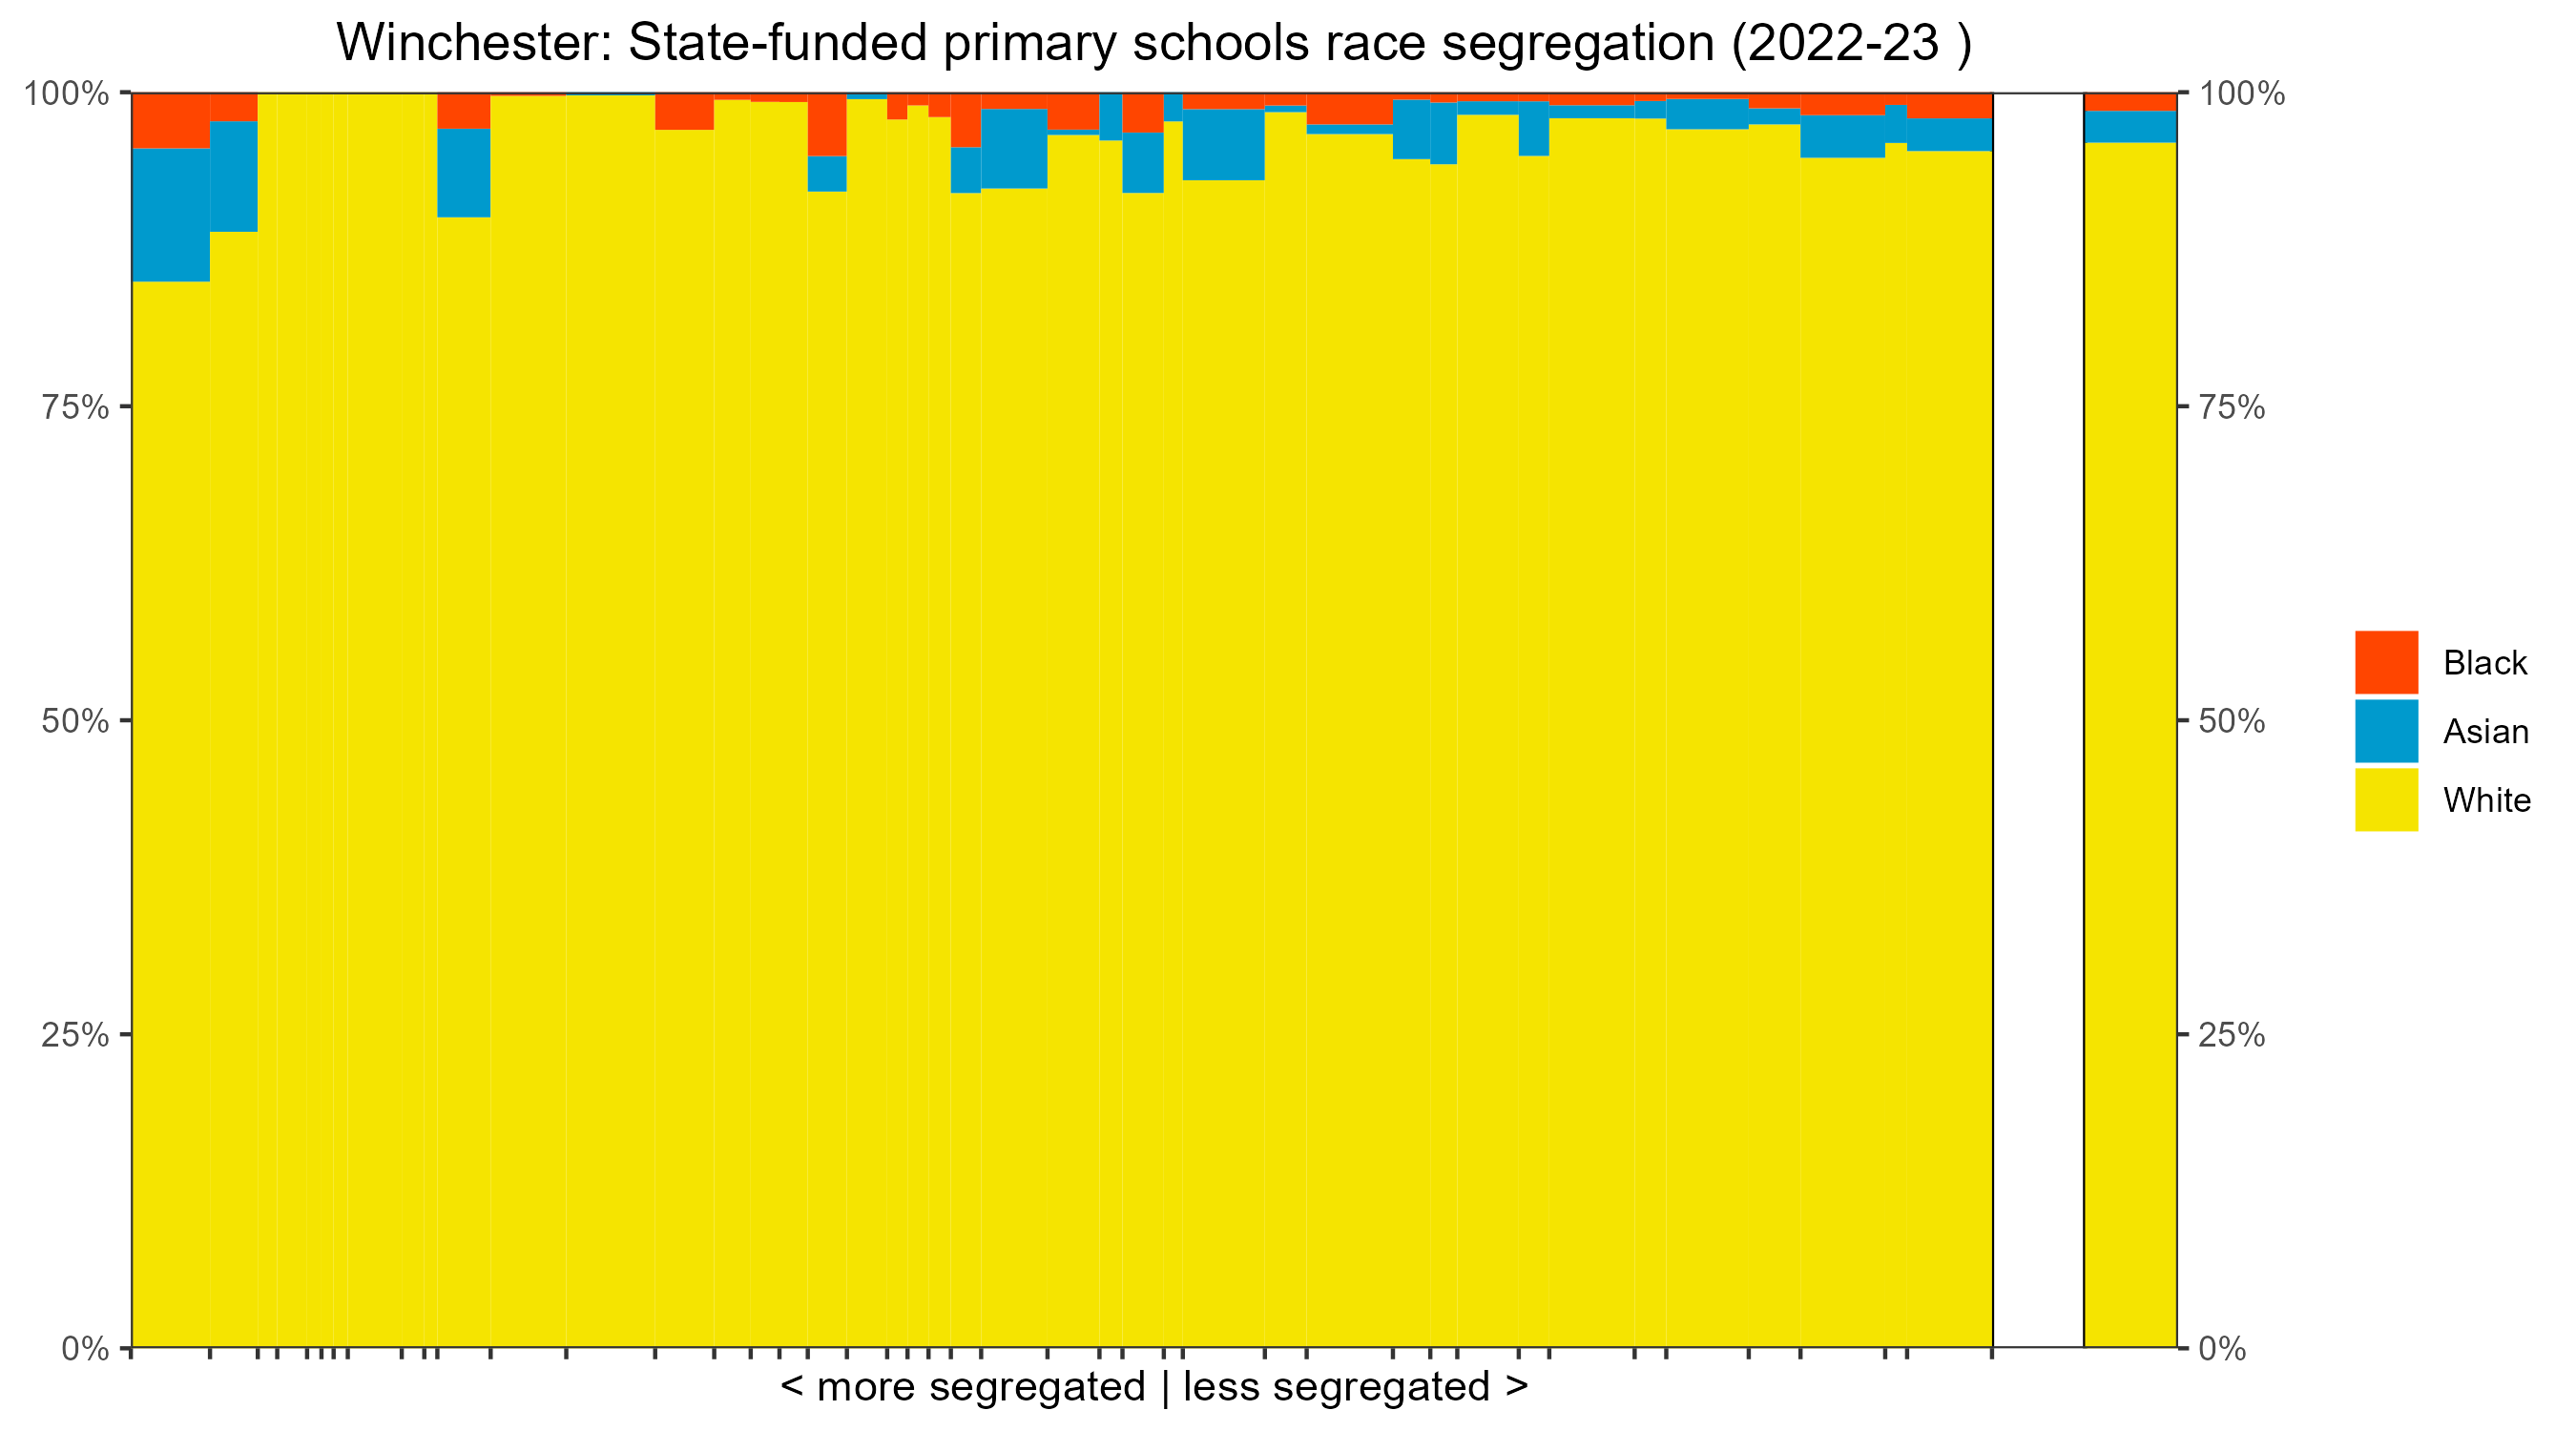 Winchester: State-funded primary schools race segregation (2022-23 )
100%
75%
50%
25%
0%
100%
75%
50%
25%
0%
Black
Asian
White
< more segregated | less segregated >